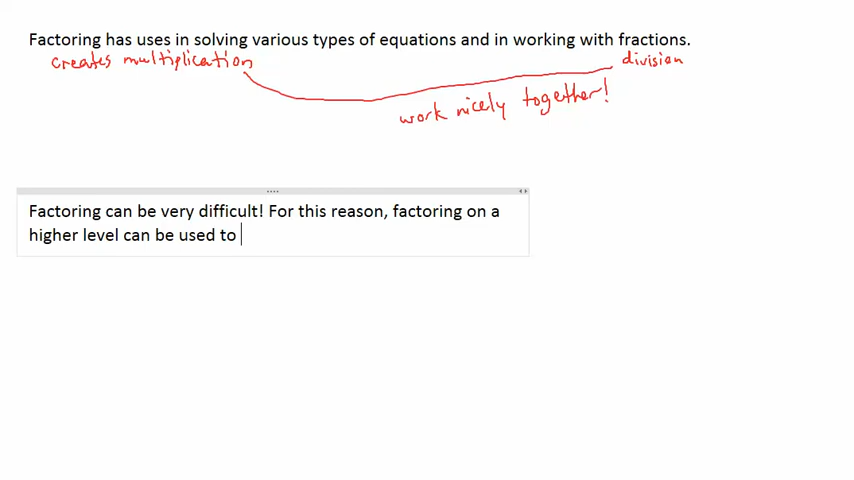 Factoring has uses in solving various types of equations and in working with fractions.
creates multiplication division
work nicely together!
Factoring can be very difficult! For this reason, factoring on a
higher level can be used to